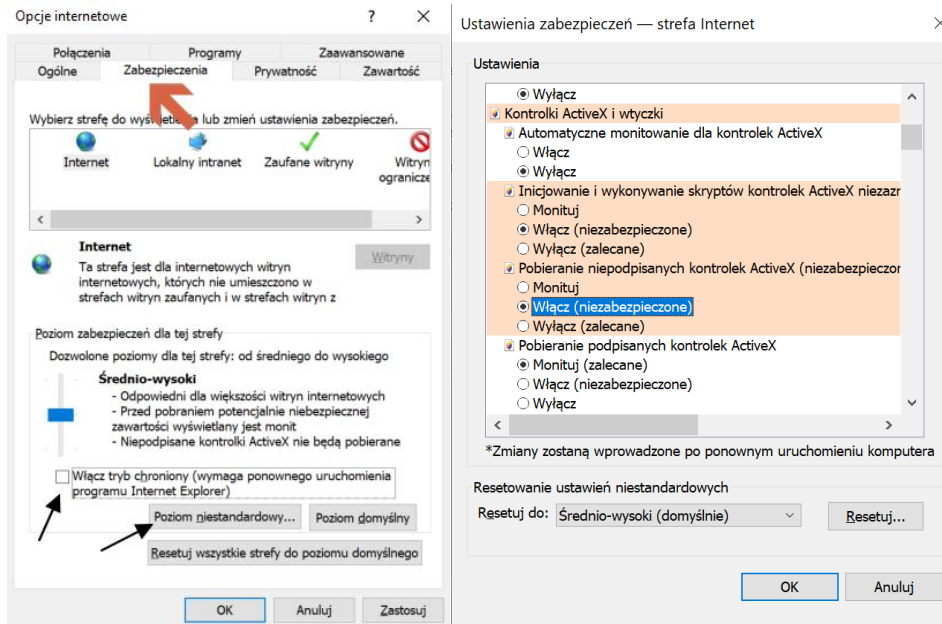 Opcje internetowe
?
Połączenia Programy Zaawansowane
Ogólne Zabezpieczenia Prywatność Zawartość
Wybierz strefę do wyświetlenia lub zmień ustawienia zabezpieczeń.
Internet Lokalny intranet Zaufane witryny Witryn
ogranicze
Internet
Witryny
Ta strefa jest dla internetowych witryn
internetowych, których nie umieszczono w
strefach witryn zaufanych i w strefach witryn z
Poziom zabezpieczeń dla tej strefy
Dozwolone poziomy dla tej strefy: od średniego do wysokiego
Średnio-wysoki
- Odpowiedni dla większości witryn internetowych
- Przed pobraniem potencjalnie niebezpiecznej
zawartości wyświetlany jest monit
- Niepodpisane kontrolki ActiveX nie będą pobierane
Włącz tryb chroniony (wymaga ponownego uruchomienia
programu Internet Explorer)
Poziom niestandardowy... Poziom domyślny
Resetuj wszystkie strefy do poziomu domyślnego
OK Anuluj Zastosuj
Ustawienia zabezpieczeń — strefa Internet
Ustawienia
Wyłącz
Kontrolki ActiveX i wtyczki
Automatyczne monitowanie dla kontrolek ActiveX
Włącz
Wyłącz
Inicjowanie i wykonywanie skryptów kontrolek ActiveX niezazn
Monituj
Włącz (niezabezpieczone)
Wyłącz (zalecane)
Pobieranie niepodpisanych kontrolek ActiveX (niezabezpieczon
Monituj
Włącz (niezabezpieczone)
Wyłącz (zalecane)
Pobieranie podpisanych kontrolek ActiveX
Monituj (zalecane)
Włącz (niezabezpieczone)
Wyłącz
*Zmiany zostaną wprowadzone po ponownym uruchomieniu komputera
Resetowanie ustawień niestandardowych
Resetuj do: Średnio-wysoki (domyślnie) Resetuj...
OK Anuluj